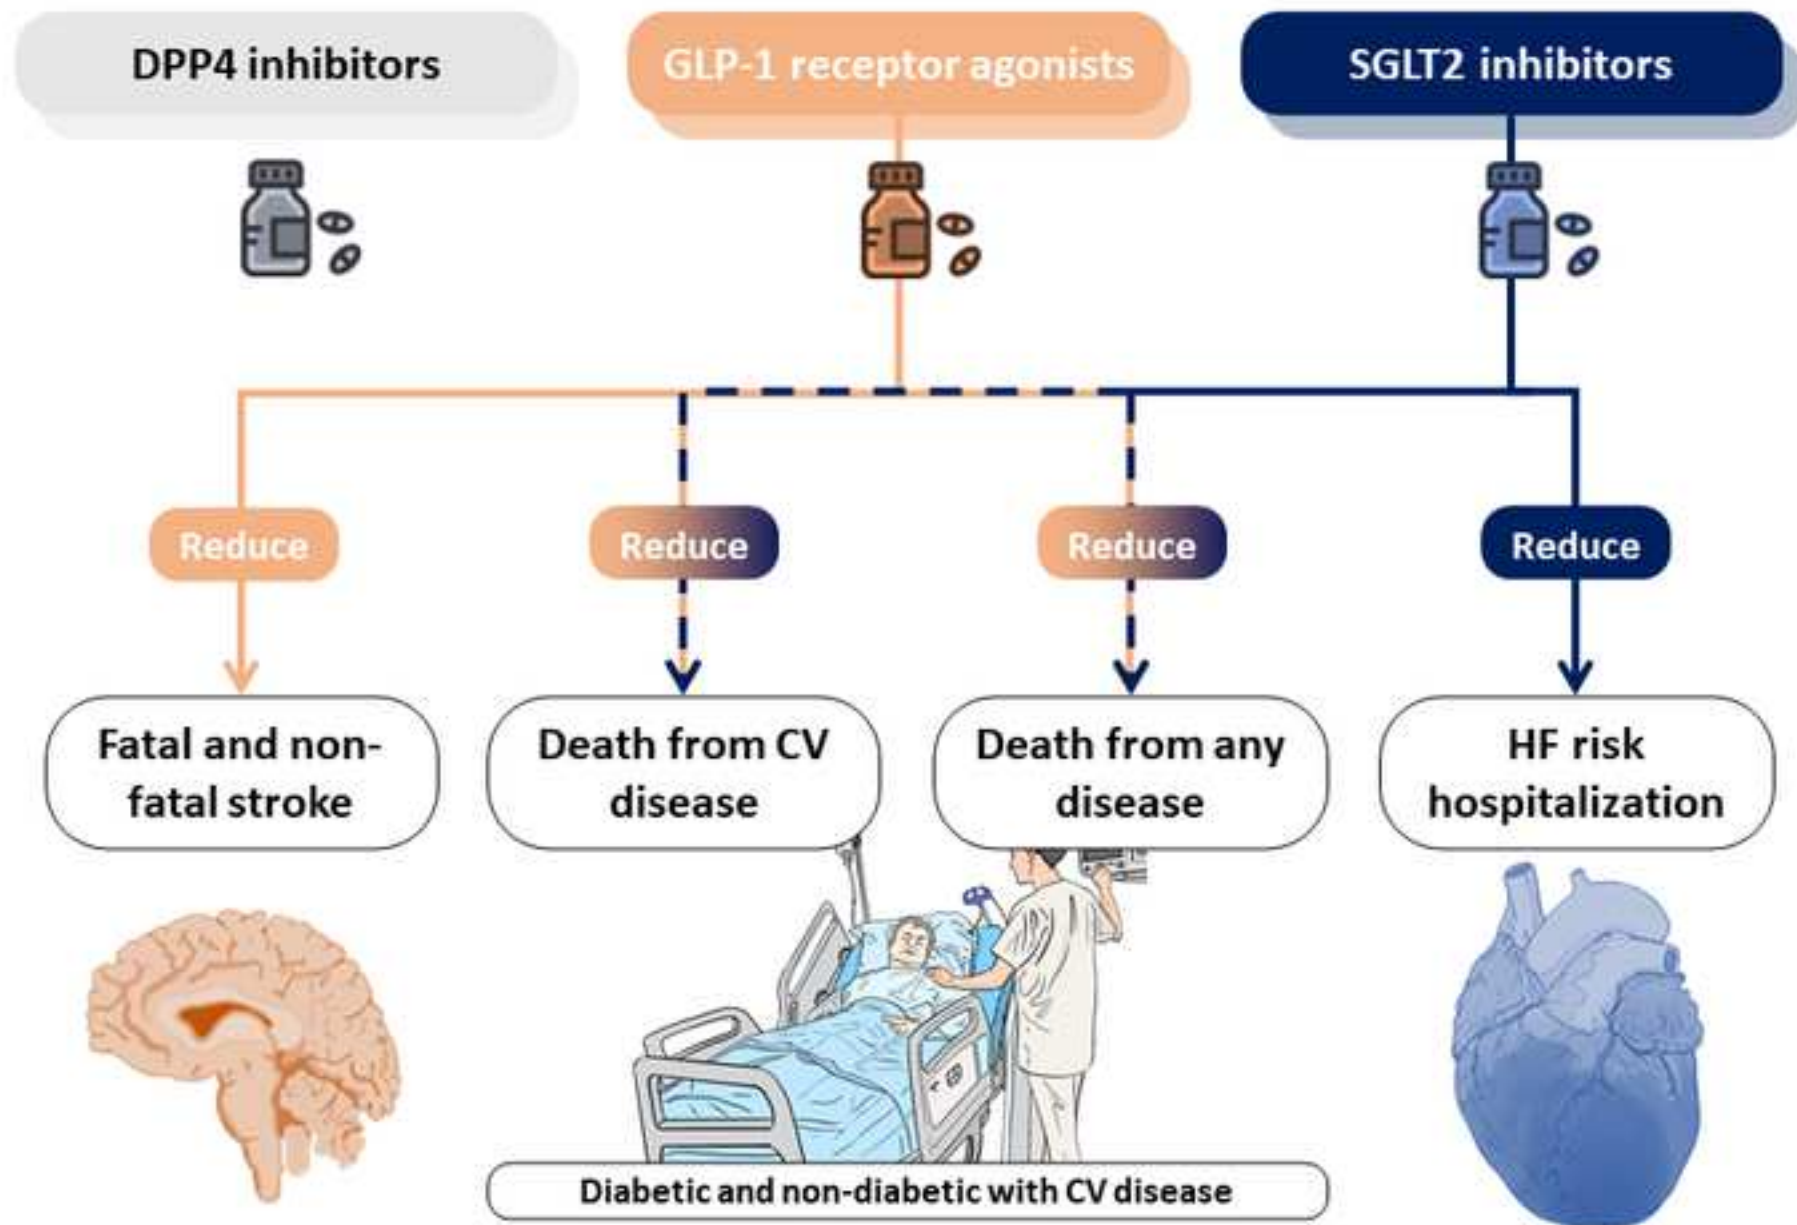 DPP4 inhibitors
GLP-1 receptor agonists
SGLT2 inhibitors
Reduce
Reduce
Reduce
Reduce
Fatal and non-
fatal stroke
Death from CV
disease
Death from any
disease
HF risk
hospitalization
Diabetic and non-diabetic with CV disease